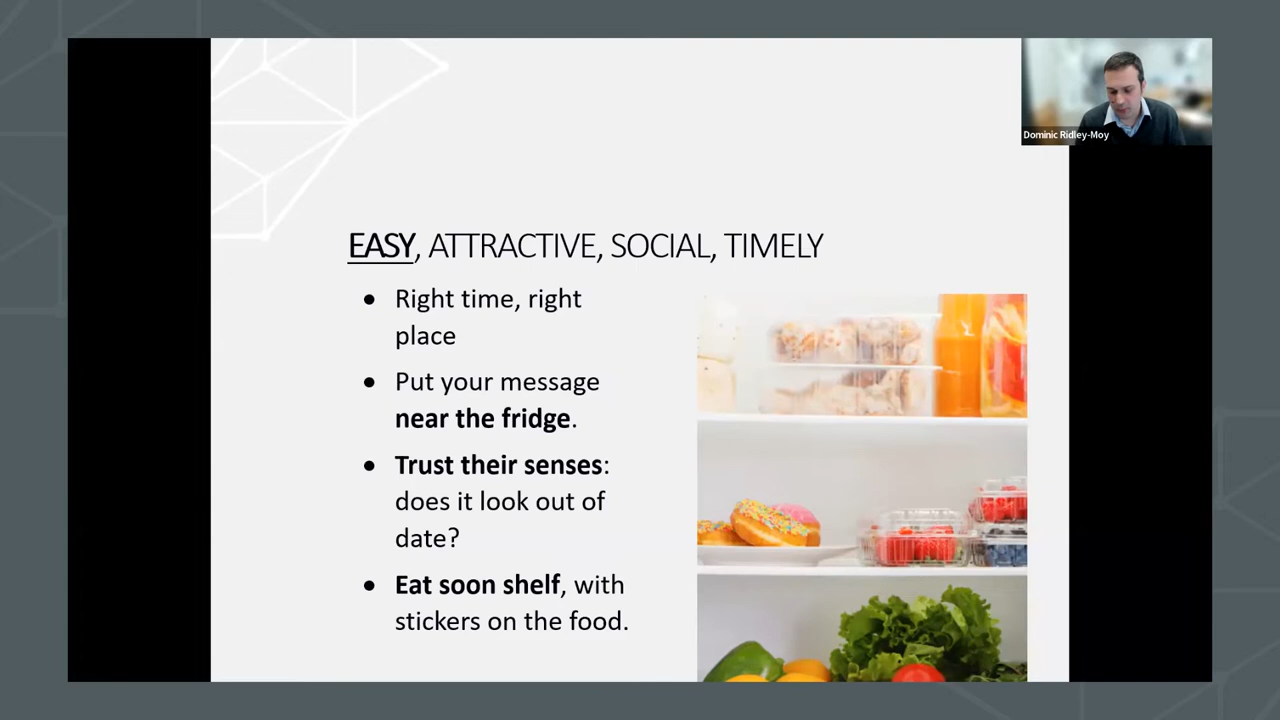 Dominic Ridley-Moy
EASY, ATTRACTIVE, SOCIAL, TIMELY
• Right time, right
place
• Put your message
near the fridge.
• Trust their senses:
does it look out of
date?
• Eat soon shelf, with
stickers on the food.